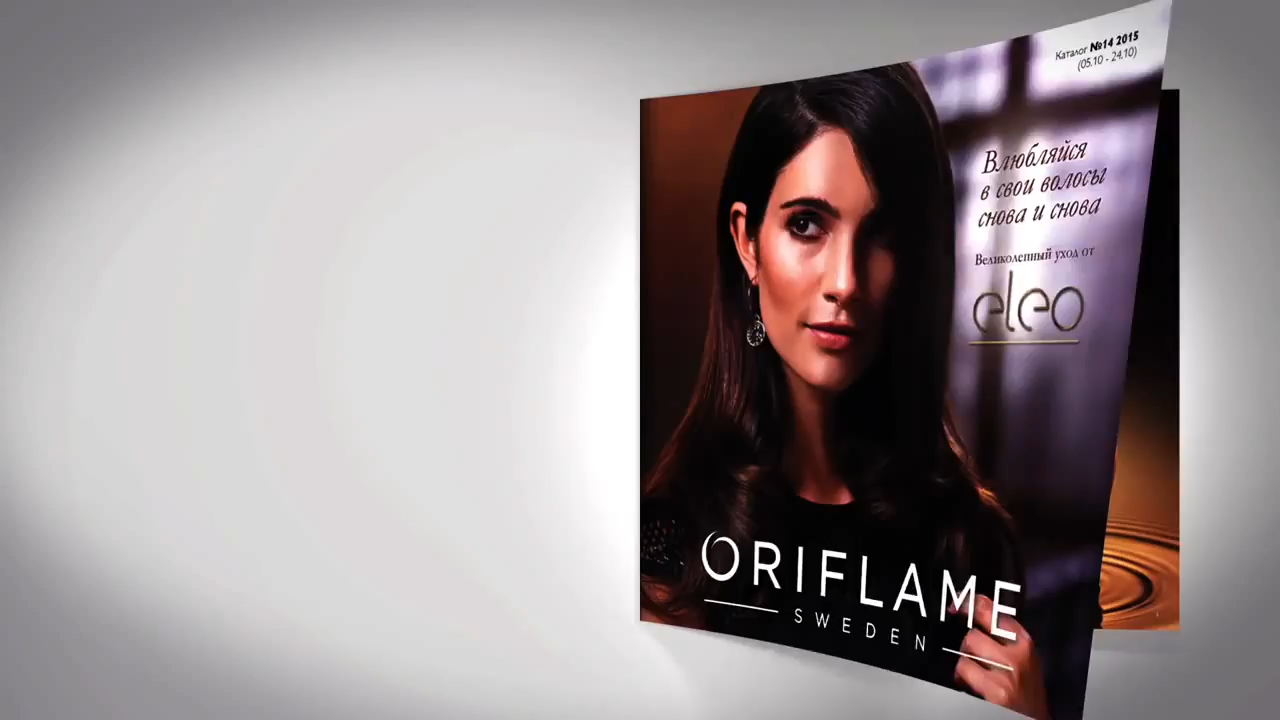 Каталог №14 2015
(05.10 - 24.10)
Влюбляйся
в свои волосы
снова и снова
Великолепный уход от
eleo
ORIFLAME
SWEDEN